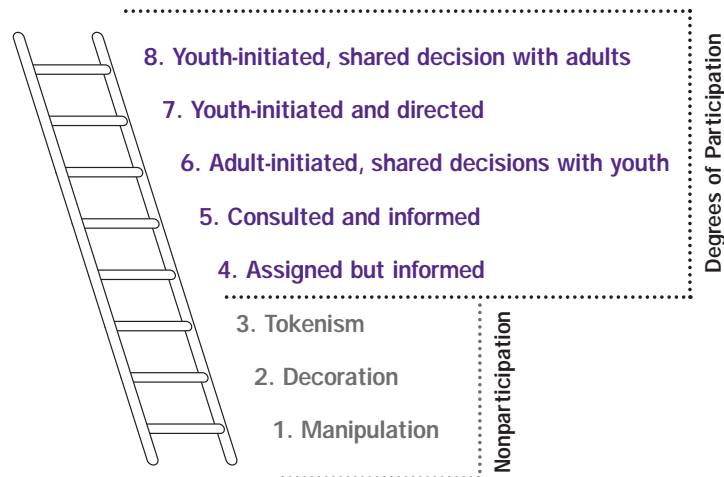 8. Youth-initiated, shared decision with adults
7. Youth-initiated and directed
6. Adult-initiated, shared decisions with youth
5. Consulted and informed
4. Assigned but informed
Degrees of Participation
3. Tokenism
2. Decoration
1. Manipulation
Nonparticipation